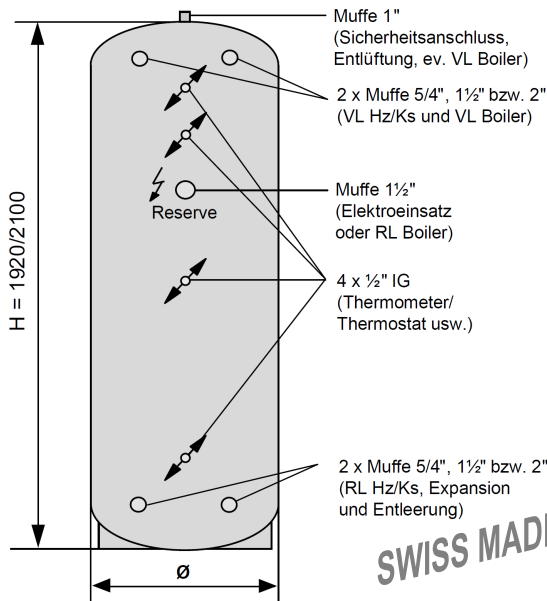 Muffe 1"
(Sicherheitsanschluss,
Entlüftung, ev. VL Boiler)
2 x Muffe 5/4", 1½" bzw. 2"
(VL Hz/Ks und VL Boiler)
Muffe 1½"
(Elektroeinsatz
oder RL Boiler)
Reserve
4 x ½" IG
(Thermometer/
Thermostat usw.)
H = 1920/2100
2 x Muffe 5/4", 1½" bzw. 2"
(RL Hz/Ks, Expansion
und Entleerung)
ø
SWISS MAD